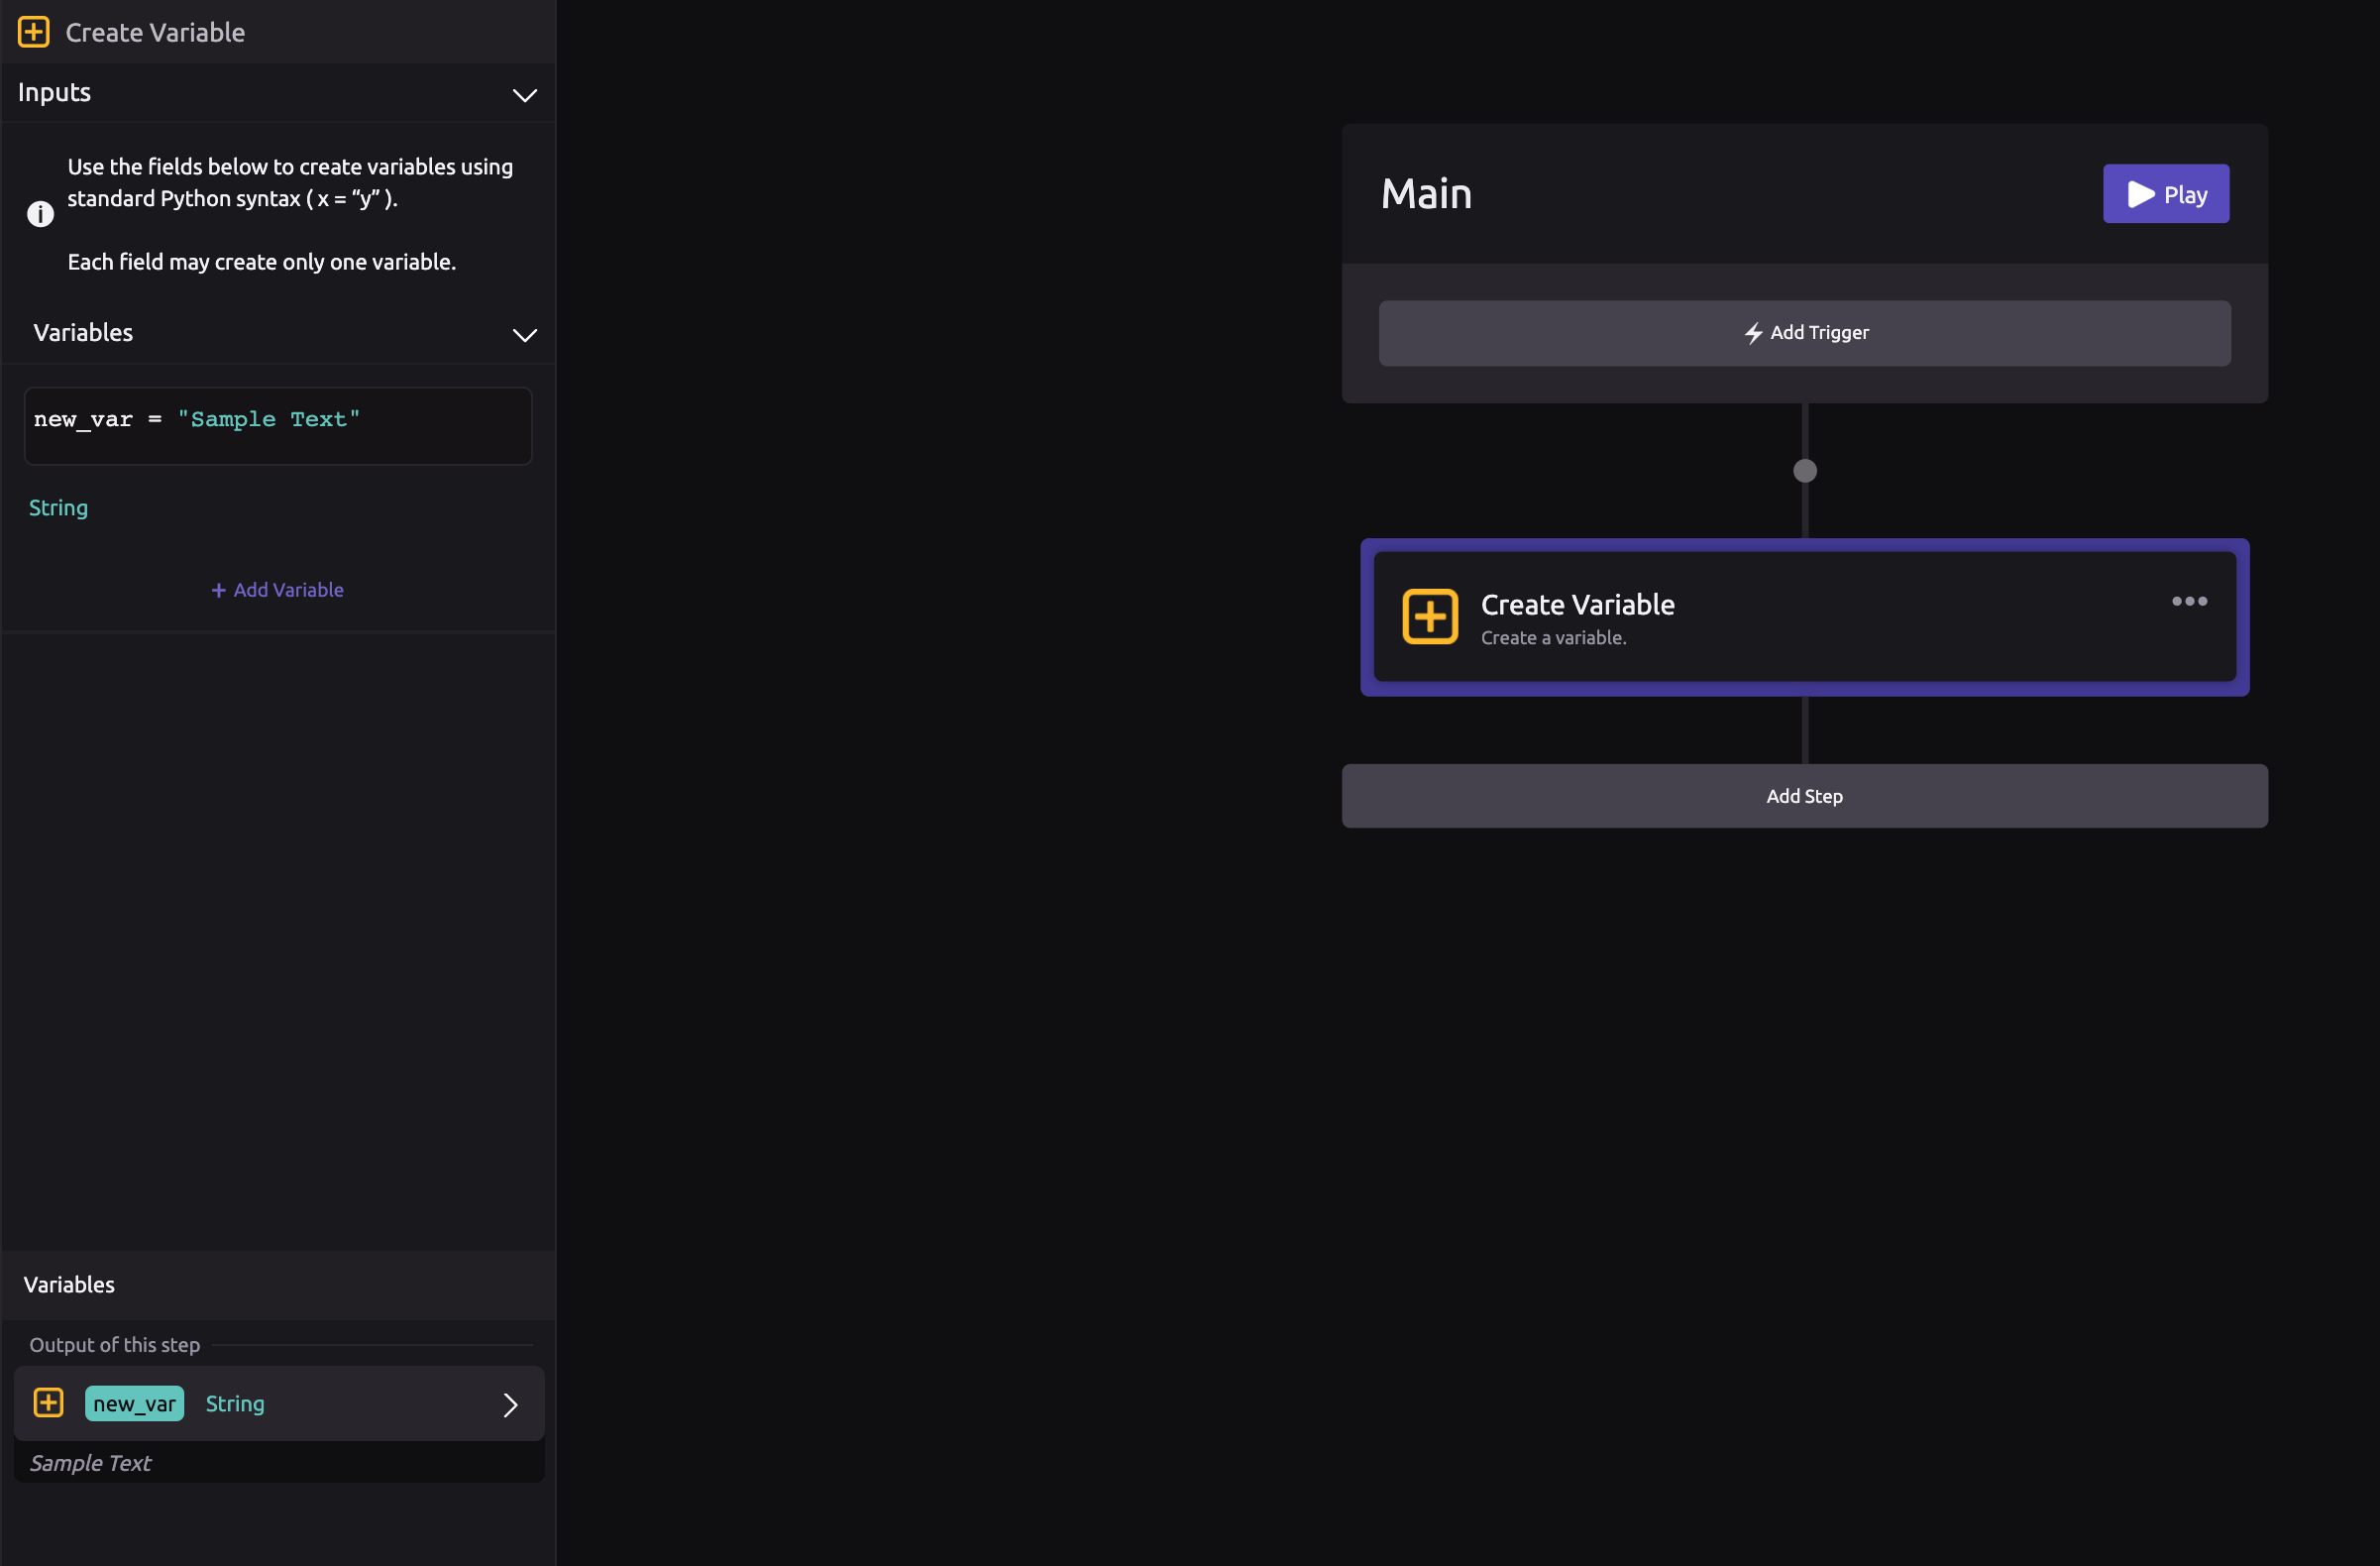 Create Variable
Inputs
Use the fields below to create variables using
standard Python syntax ( x = “y” ).
Each field may create only one variable.
Variables
new_var = "Sample Text"
String
+ Add Variable
Variables
Output of this step
new_var String
Sample Text
Main
Play
Add Trigger
Create Variable
Create a variable.
Add Step